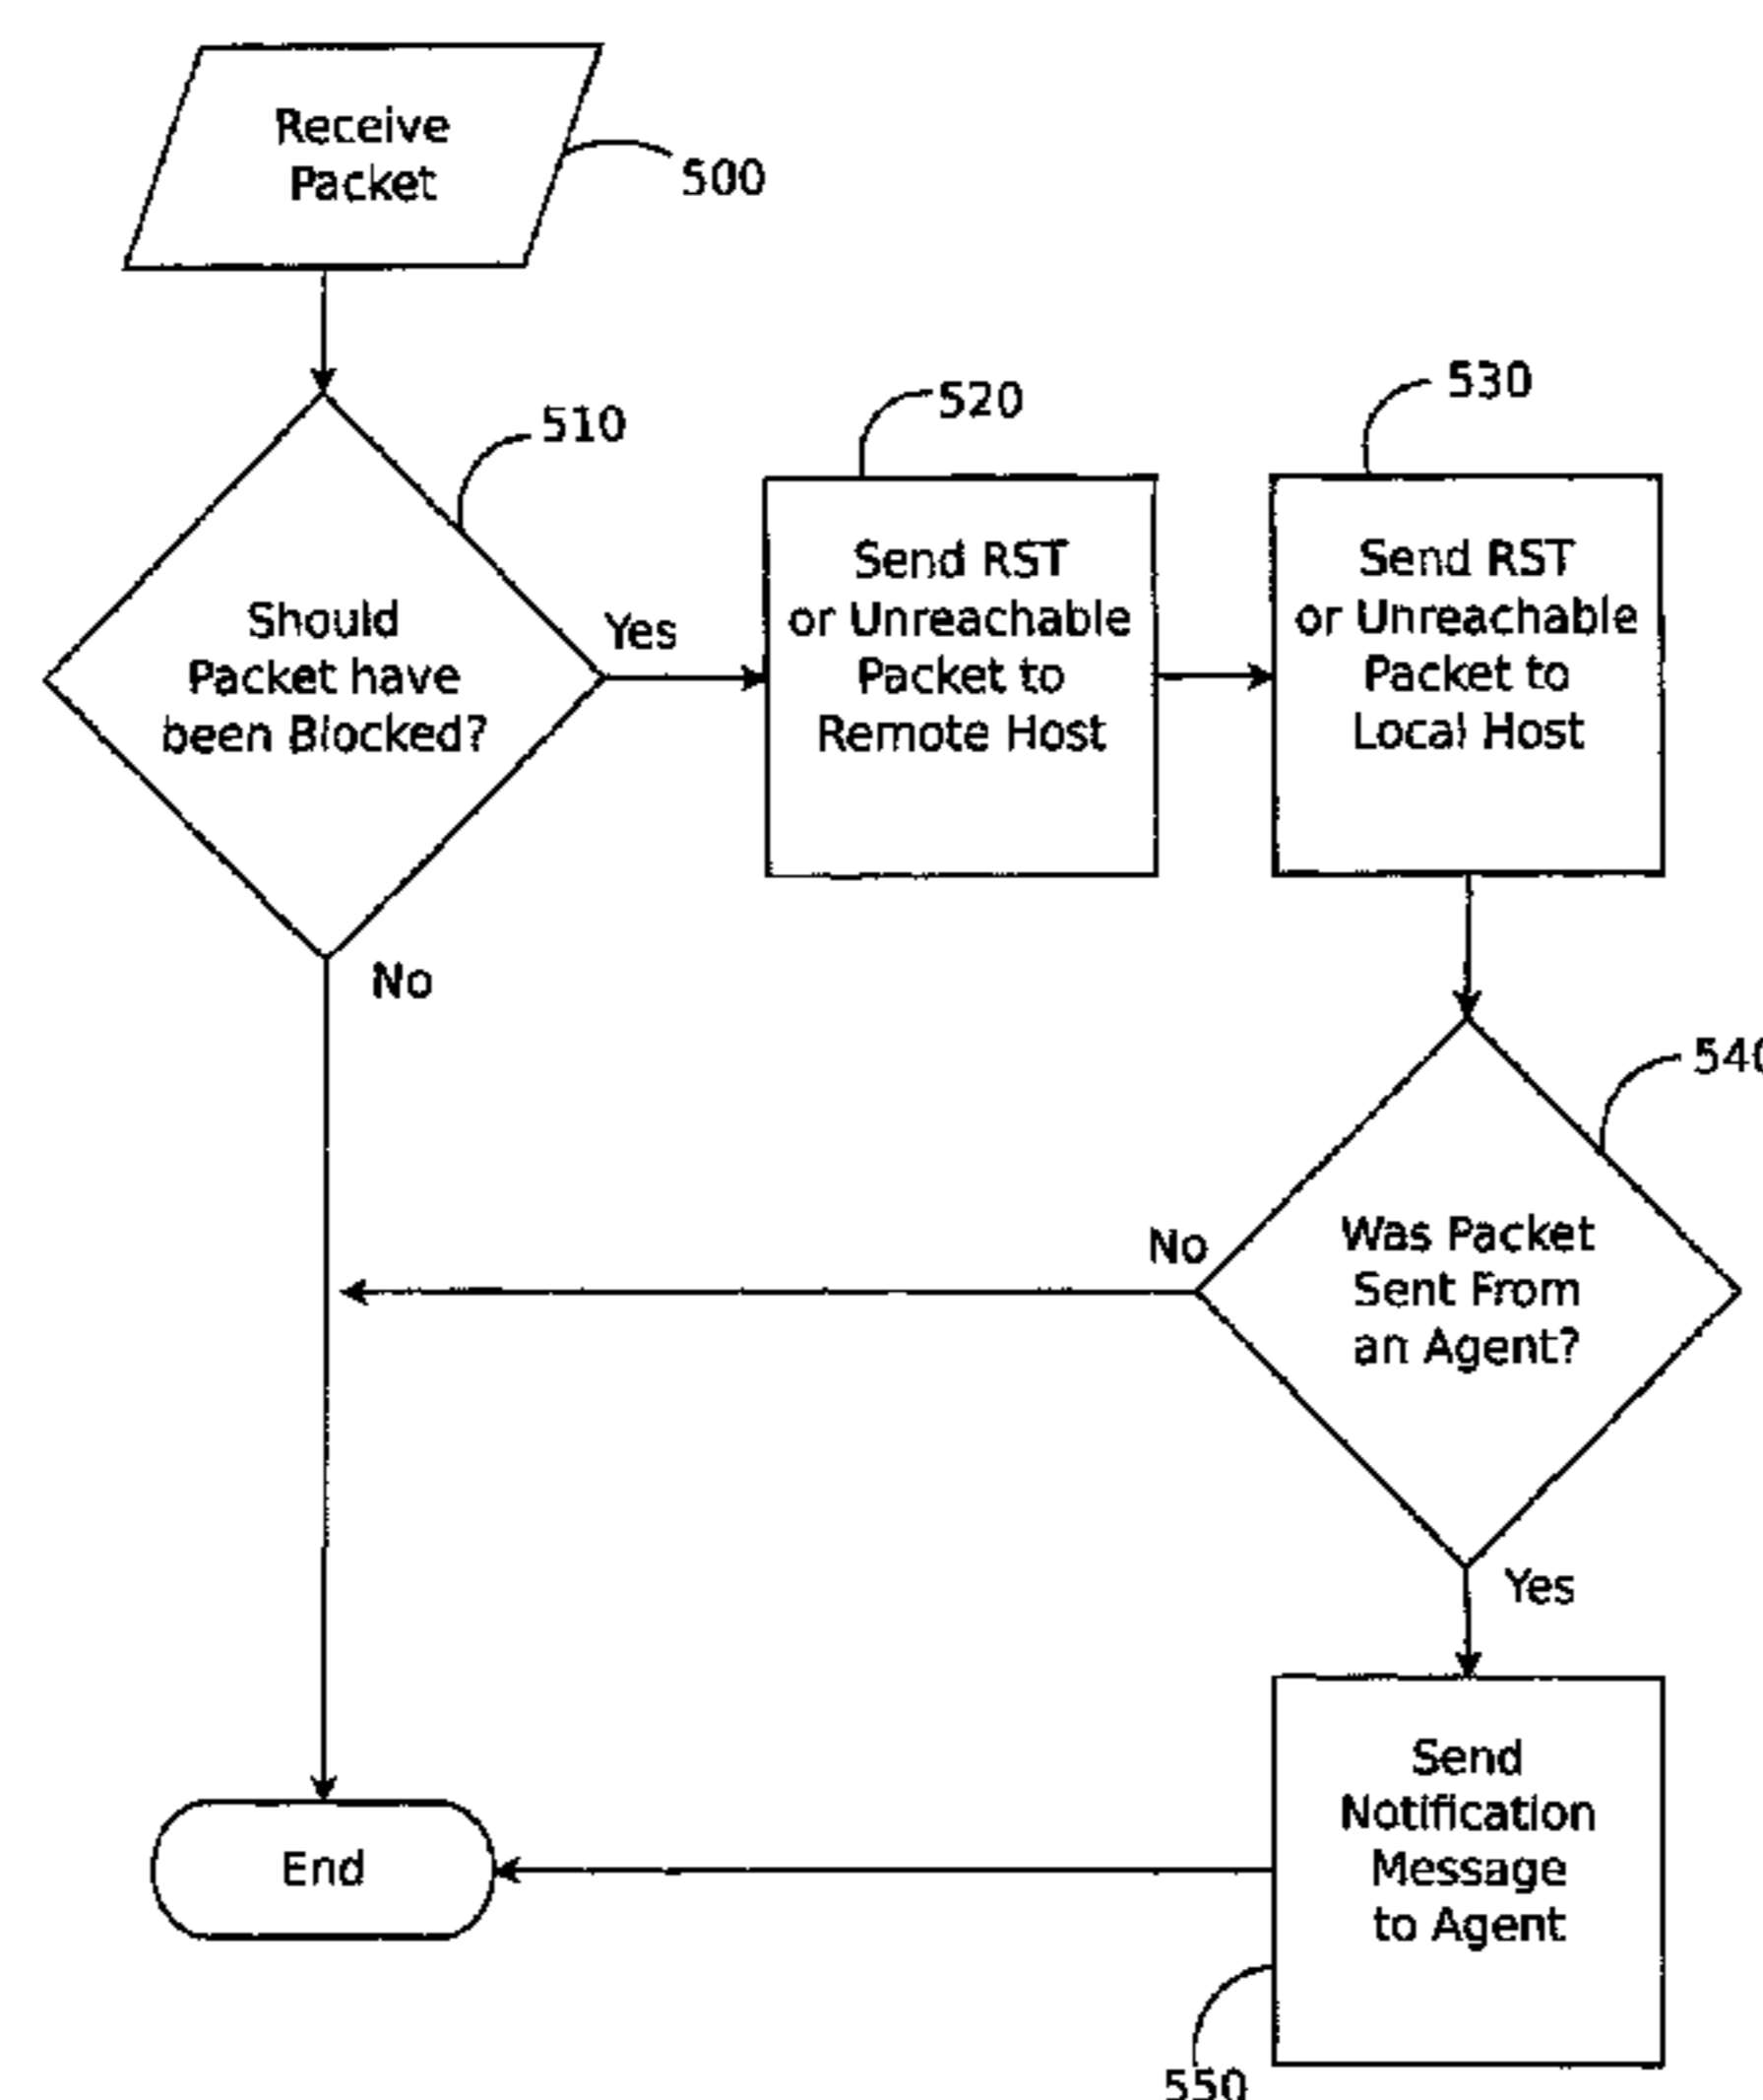 Receive
Packet
500
510
520
530
Should
Packet have
been Blocked?
Yes
Send RST
or Unreachable
Packet to
Remote Host
Send RST
or Unreachable
Packet to
Local Host
No
540
No
Was Packet
Sent From
an Agent?
Yes
End
Send
Notification
Message
to Agent
550